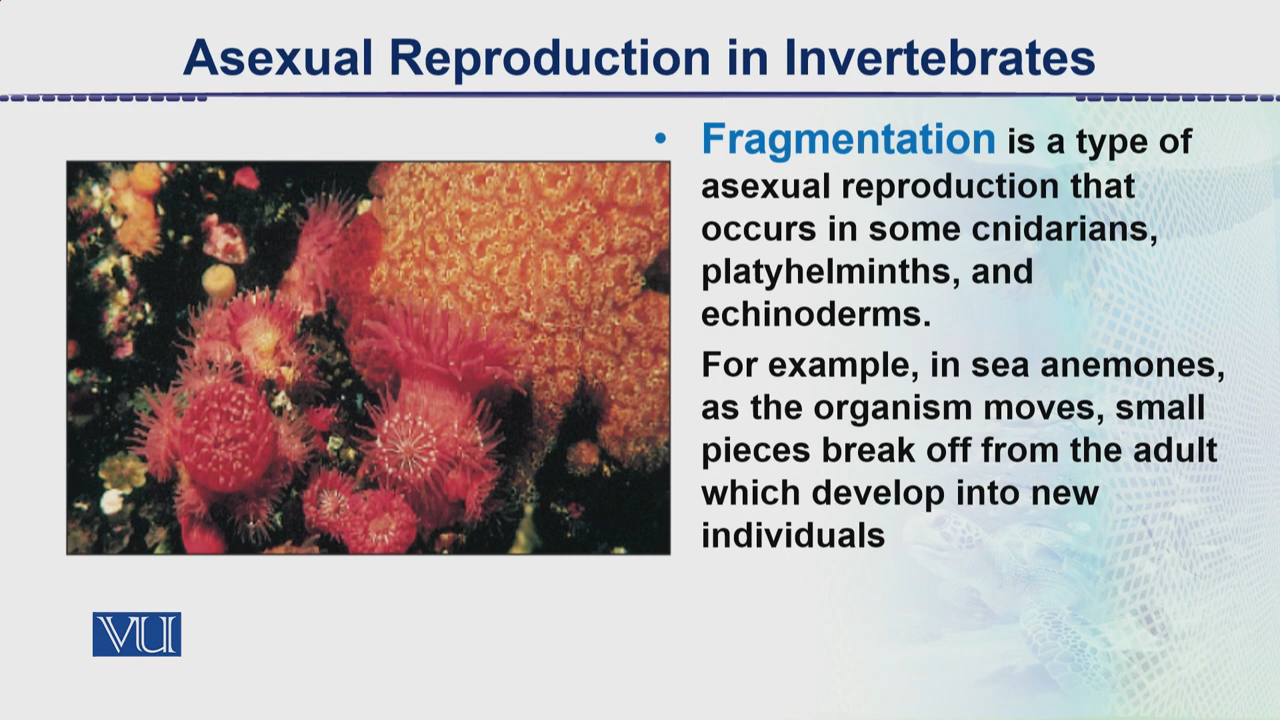 Asexual Reproduction in Invertebrates
• Fragmentation is a type of
asexual reproduction that
occurs in some cnidarians,
platyhelminths, and
echinoderms.
For example, in sea anemones,
as the organism moves, small
pieces break off from the adult
which develop into new
individuals
VU